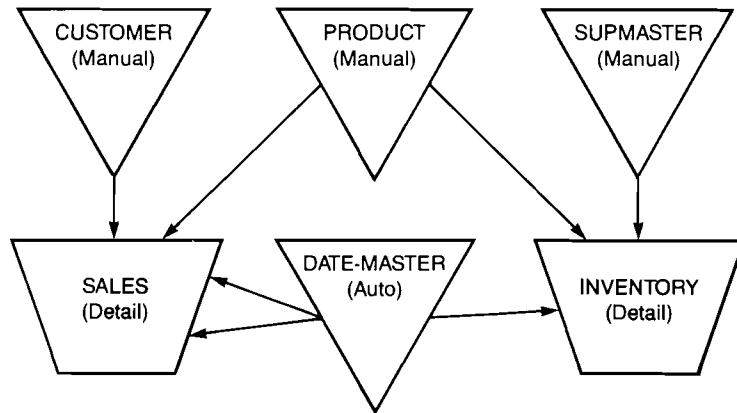 CUSTOMER
(Manual)
PRODUCT
(Manual)
SUPMASTER
(Manual)
SALES
(Detail)
DATE-MASTER
(Auto)
INVENTORY
(Detail)